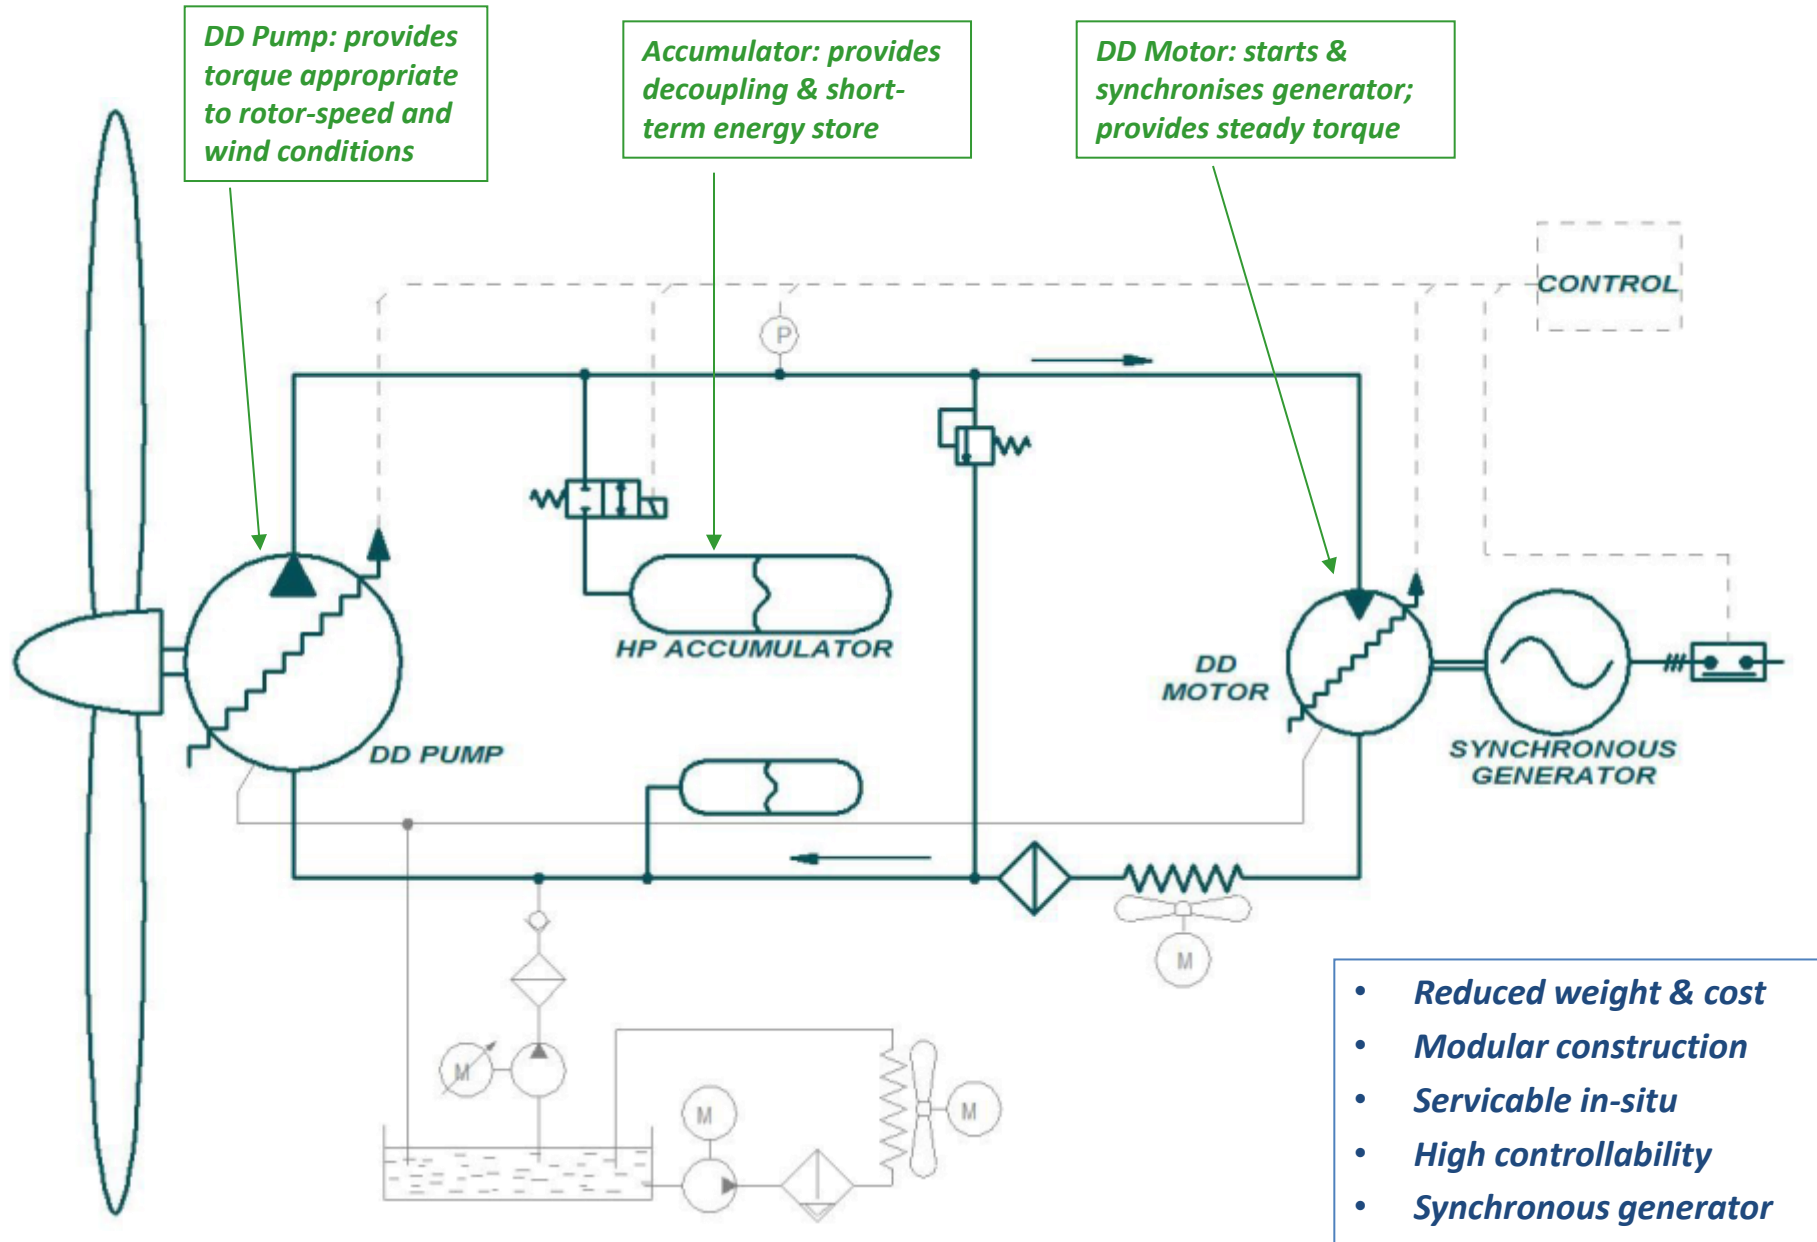 DD Pump: provides
torque appropriate
to rotor-speed and
wind conditions
Accumulator: provides
decoupling & short-
term energy store
DD Motor: starts &
synchronises generator;
provides steady torque
CONTROL
P
HP ACCUMULATOR
DD
MOTOR
DD PUMP
SYNCHRONOUS
GENERATOR
M
M
M
M
• Reduced weight & cost
• Modular construction
• Servicable in-situ
• High controllability
• Synchronous generator